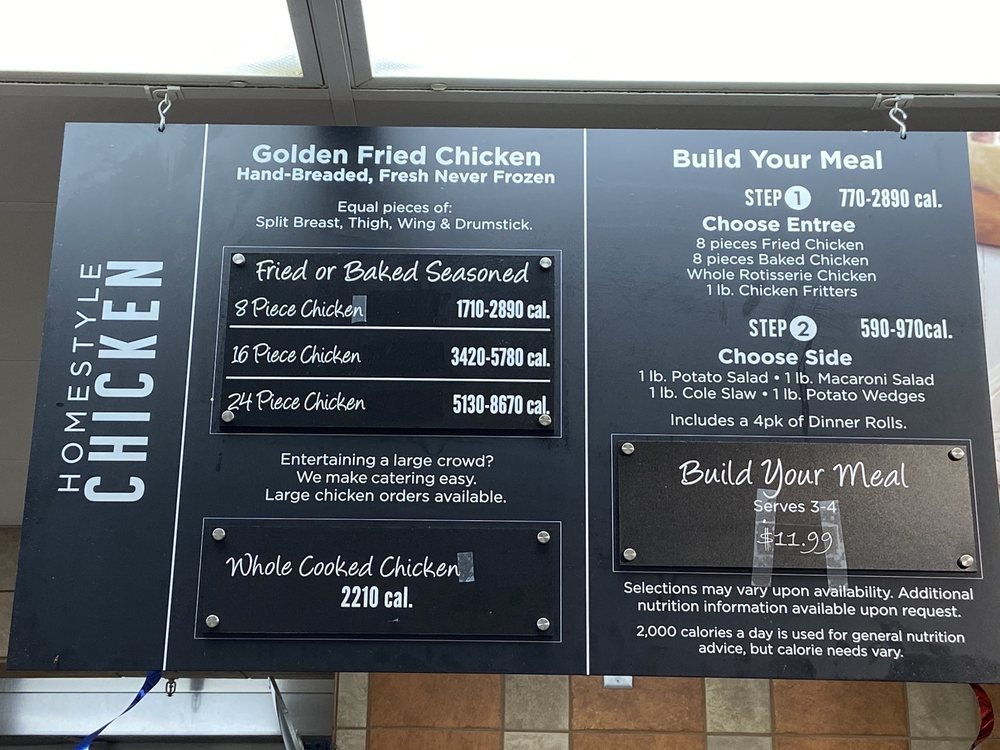 HOMESTYLE
CHICKEN
Golden Fried Chicken
Hand-Breaded, Fresh Never Frozen
Equal pieces of:
Split Breast, Thigh, Wing & Drumstick.
Fried or Baked Seasoned
8 Piece Chicken 1710-2890 cal.
16 Piece Chicken 3420-5780 cal.
24 Piece Chicken 5130-8670 cal.
Entertaining a large crowd?
We make catering easy.
Large chicken orders available.
Whole Cooked Chicken
2210 cal.
Build Your Meal
STEP 1 770-2890 cal.
Choose Entree
8 pieces Fried Chicken
8 pieces Baked Chicken
Whole Rotisserie Chicken
1 lb. Chicken Fritters
STEP 2 590-970cal.
Choose Side
1 lb. Potato Salad • 1 lb. Macaroni Salad
1 lb. Cole Slaw • 1 lb. Potato Wedges
Includes a 4pk of Dinner Rolls.
Build Your Meal
Serves 3-4
$11.99
Selections may vary upon availability. Additional
nutrition information available upon request.
2,000 calories a day is used for general nutrition
advice, but calorie needs vary.